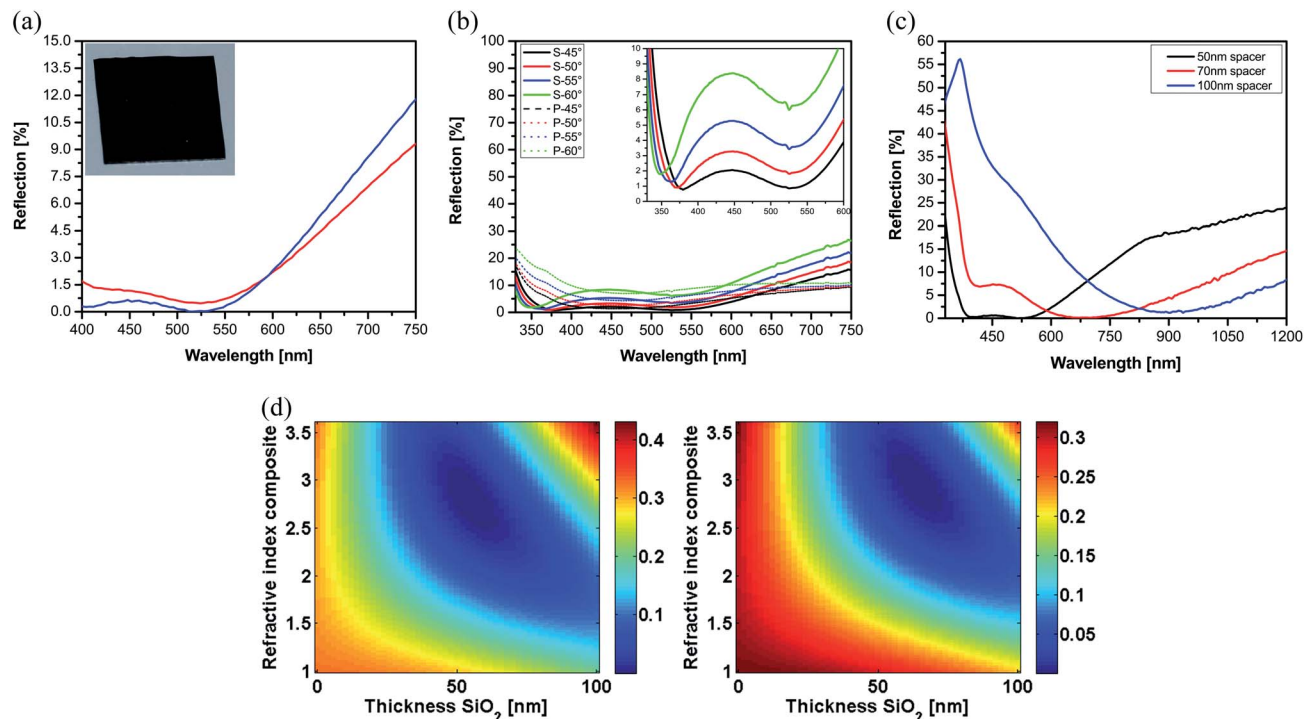 (a)
15.0
13.5
12.0
10.5
9.0
7.5
6.0
4.5
3.0
1.5
0.0
Reflection [%]
400 450 500 550 600 650 700 750
Wavelength [nm]
(b)
100
90
80
70
60
50
40
30
20
10
0
Reflection [%]
S-45°
S-50°
S-55°
S-60°
P-45°
P-50°
P-55°
P-60°
10
9
8
7
6
5
4
3
2
1
0
350 400 450 500 550 600
350 400 450 500 550 600 650 700 750
Wavelength [nm]
(c)
60
55
50
45
40
35
30
25
20
15
10
5
0
Reflection [%]
50nm spacer
70nm spacer
100nm spacer
450 600 750 900 1050 1200
Wavelength [nm]
(d)
Refractive index composite
3.5
3
2.5
2
1.5
1
0 50 100
Thickness SiO₂ [nm]
0.4
0.3
0.2
0.1
Refractive index composite
3.5
3
2.5
2
1.5
1
0 50 100
Thickness SiO₂ [nm]
0.3
0.25
0.2
0.15
0.1
0.05